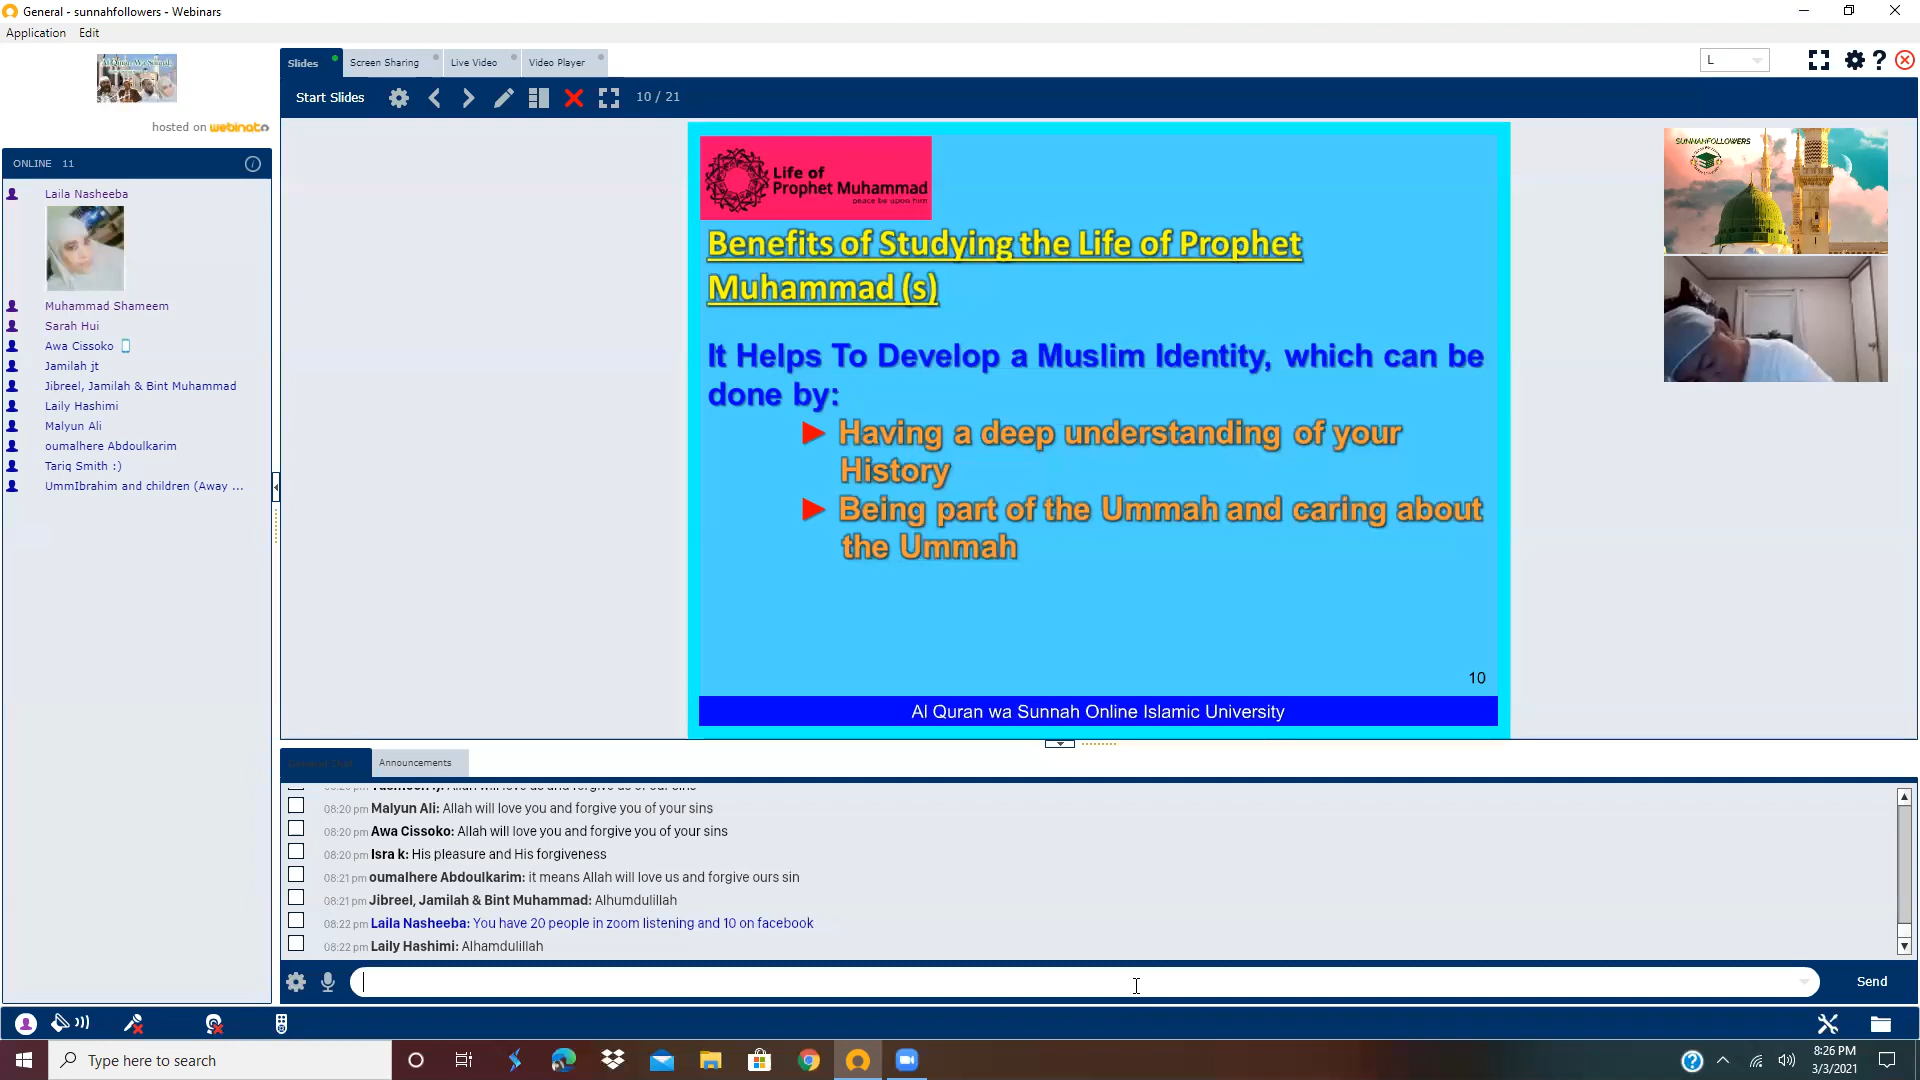 General - sunnahfollowers - Webinars
Application Edit
hosted on webinato
ONLINE 11
Laila Nasheeba
Muhammad Shameem
Sarah Hui
Awa Cissoko
Jamilah jt
Jibreel, Jamilah & Bint Muhammad
Laily Hashimi
Malyun Ali
oumalhere Abdoulkarim
Tariq Smith :)
UmmIbrahim and children (Away ...
Slides Screen Sharing Live Video Video Player
L
Start Slides 10 / 21
Life of
Prophet Muhammad
peace be upon him
Benefits of Studying the Life of Prophet
Muhammad (s)
It Helps To Develop a Muslim Identity, which can be
done by:
Having a deep understanding of your
History
Being part of the Ummah and caring about
the Ummah
10
Al Quran wa Sunnah Online Islamic University
SUNNAHFOLLOWERS
General Chat Announcements
08:20 pm Malyun Ali: Allah will love you and forgive you of your sins
08:20 pm Awa Cissoko: Allah will love you and forgive you of your sins
08:20 pm Isra k: His pleasure and His forgiveness
08:21 pm oumalhere Abdoulkarim: it means Allah will love us and forgive ours sin
08:21 pm Jibreel, Jamilah & Bint Muhammad: Alhumdulillah
08:22 pm Laila Nasheeba: You have 20 people in zoom listening and 10 on facebook
08:22 pm Laily Hashimi: Alhamdulillah
Send
Type here to search
8:26 PM
3/3/2021